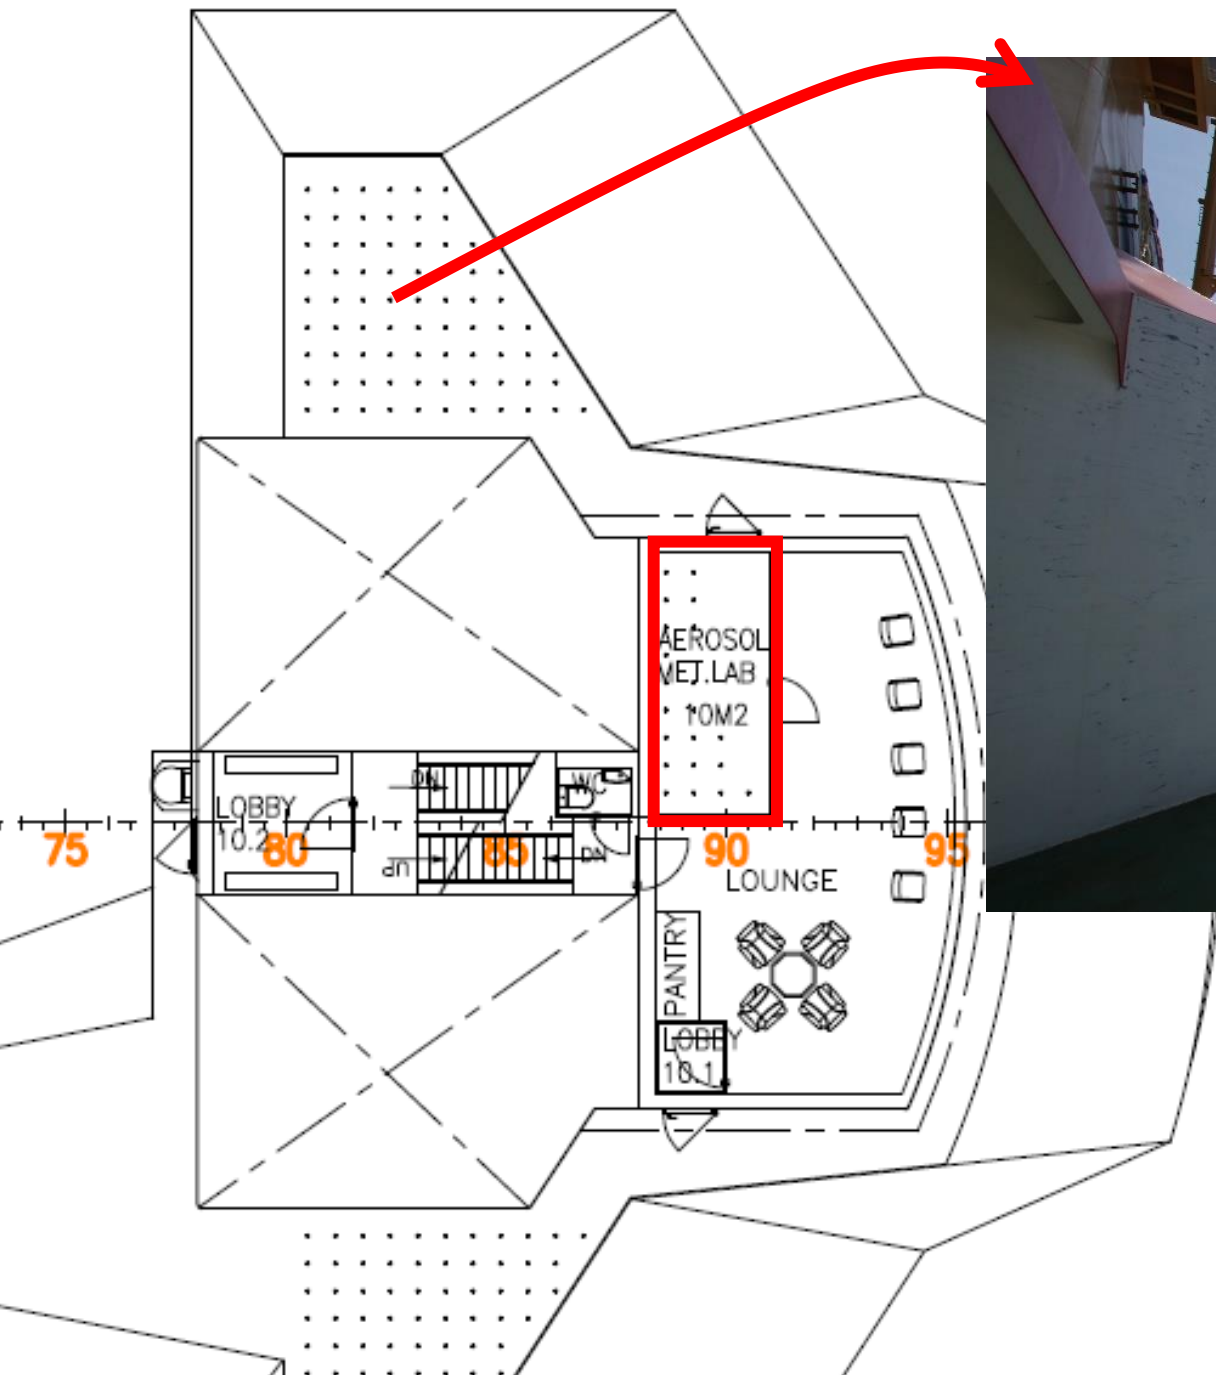 AEROSOL
MET.LAB
10M2
DN
WC
LOBBY
10.2
75
80
85
90
95
UP
DN
LOUNGE
PANTRY
LOBBY
10.1